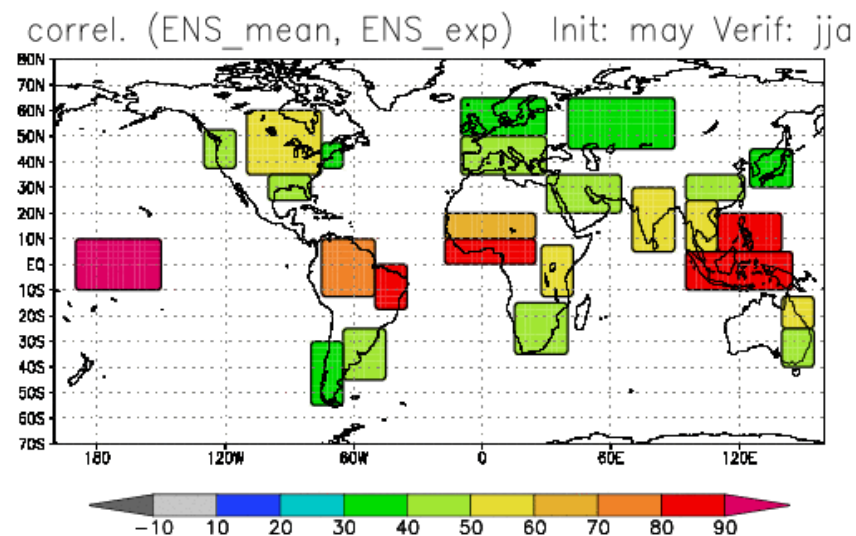 correl. (ENS_mean, ENS_exp) Init: may Verif: jja
80N
70N
60N
50N
40N
30N
20N
10N
EQ
10S
20S
30S
40S
50S
60S
70S
180 120W 60W 0 60E 120E
-10 10 20 30 40 50 60 70 80 90